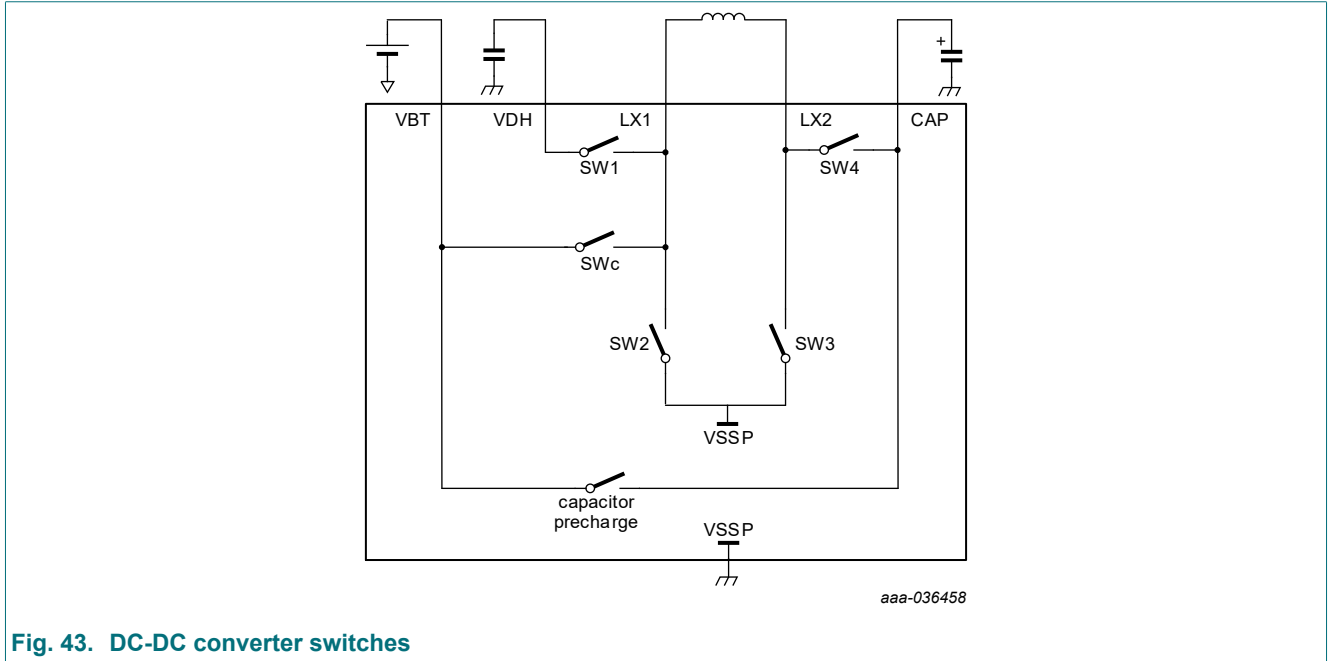 +
VBT VDH LX1 LX2 CAP
SW1 SW4
SWc
SW2 SW3
VSSP
capacitor
precharge
VSSP
aaa-036458
Fig. 43. DC-DC converter switches